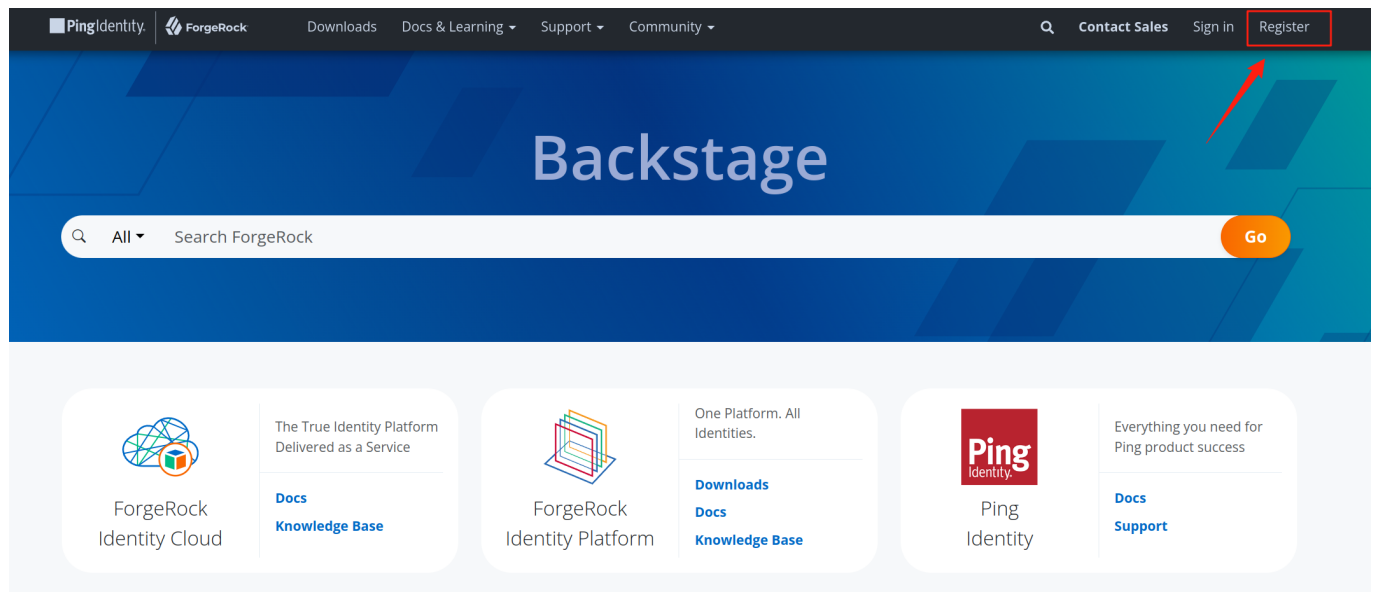 PingIdentity. ForgeRock Downloads Docs & Learning Support Community Contact Sales Sign in Register
Backstage
All Search ForgeRock Go
ForgeRock
Identity Cloud
The True Identity Platform
Delivered as a Service
Docs
Knowledge Base
ForgeRock
Identity Platform
One Platform. All
Identities.
Downloads
Docs
Knowledge Base
Ping
Identity.
Ping
Identity
Everything you need for
Ping product success
Docs
Support